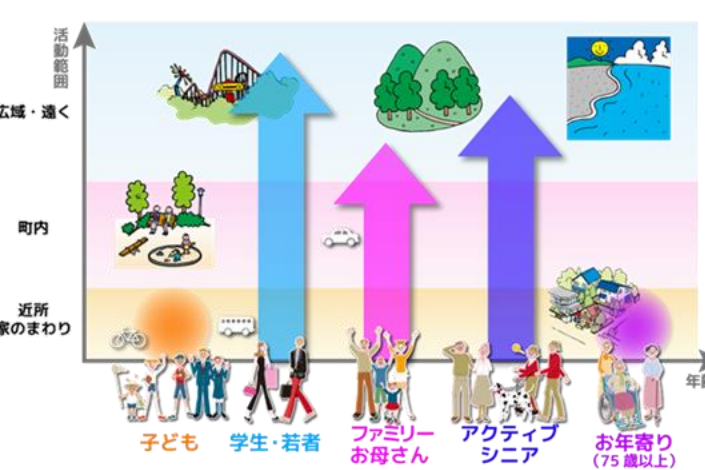 活動範囲
広域・遠く
町内
近所
家のまわり
年齢
子ども
学生・若者
ファミリー
お母さん
アクティブ
シニア
お年寄り
(75歳以上)